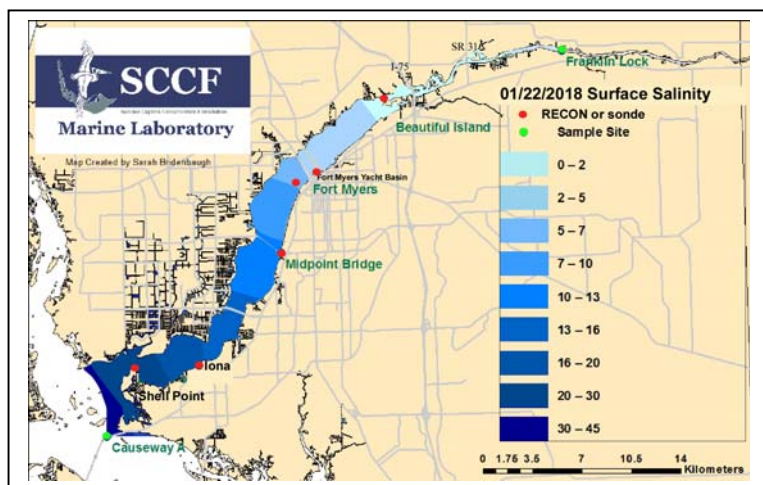 I-75
SR 31
Franklin Lock
SCCF
Marine Laboratory
Map Created by Sarah Bridenbaugh
01/22/2018 Surface Salinity
RECON or sonde
Sample Site
Beautiful Island
Fort Myers Yacht Basin
Fort Myers
Midpoint Bridge
Iona
Shell Point
Causeway A
0 – 2
2 – 5
5 – 7
7 – 10
10 – 13
13 – 16
16 – 20
20 – 30
30 – 45
0 1.75 3.5 7 10.5 14
Kilometers